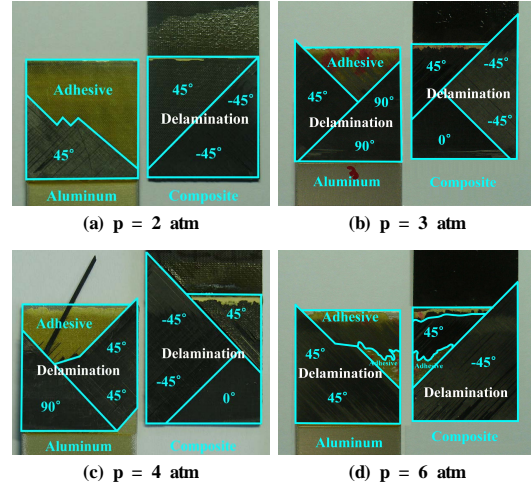 Adhesive
45°
Aluminum
45°
-45°
Delamination
-45°
Composite
(a) p = 2 atm
Adhesive
45°
90°
Delamination
90°
Aluminum
45°
-45°
Delamination
-45°
0°
Composite
(b) p = 3 atm
Adhesive
45°
Delamination
90°
45°
Aluminum
-45°
45°
Delamination
-45°
0°
Composite
(c) p = 4 atm
Adhesive
45°
Adhesive
Delamination
45°
Aluminum
45°
Adhesive
-45°
Delamination
Composite
(d) p = 6 atm